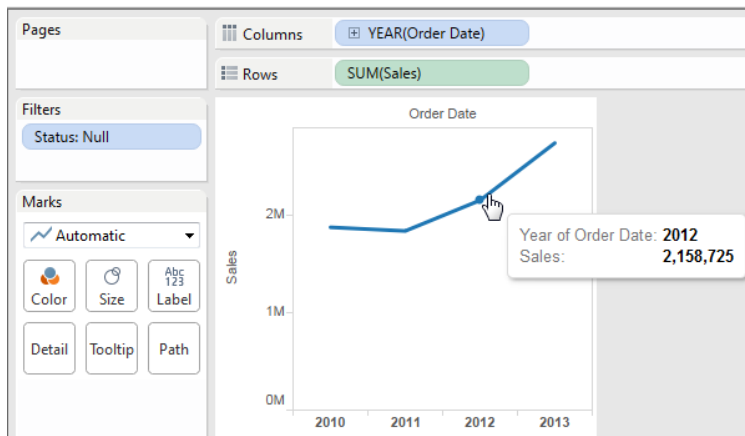 Pages
Columns
YEAR(Order Date)
Rows
SUM(Sales)
Filters
Status: Null
Marks
Automatic
Color
Size
Abc
123
Label
Detail
Tooltip
Path
Order Date
Sales
2M
1M
0M
2010 2011 2012 2013
Year of Order Date: 2012
Sales: 2,158,725